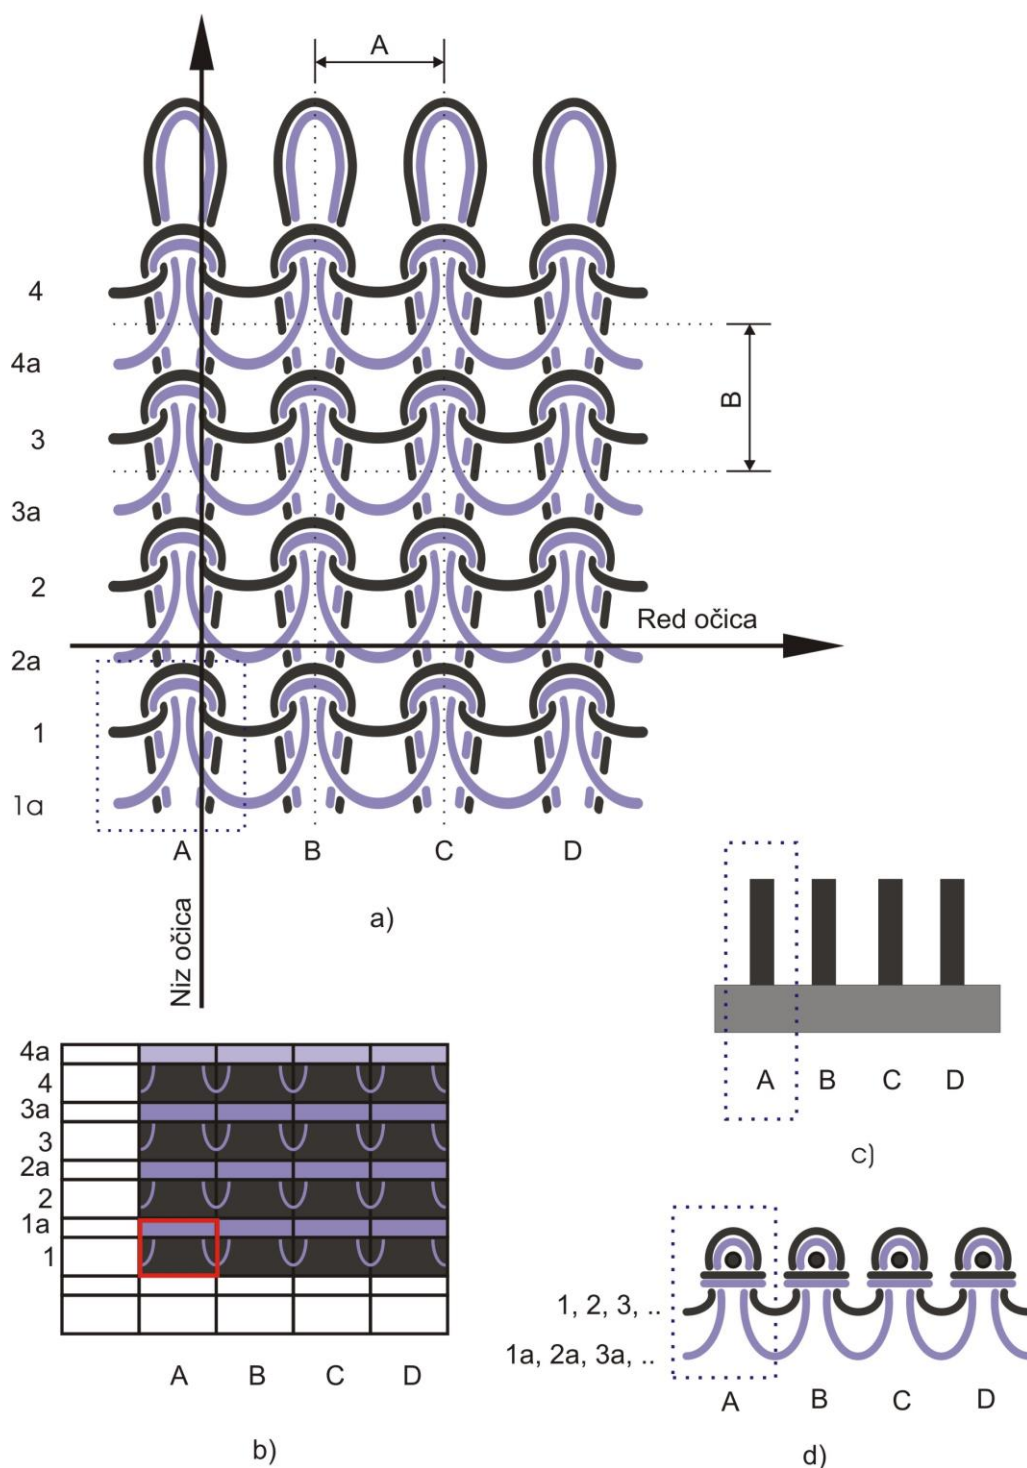 A
4
4a
3
3a
2
2a
1
1a
B
Red očica
Niz očica
A B C D
a)
4a
4
3a
3
2a
2
1a
1
A B C D
b)
A B C D
c)
1, 2, 3, ..
1a, 2a, 3a, ..
A B C D
d)